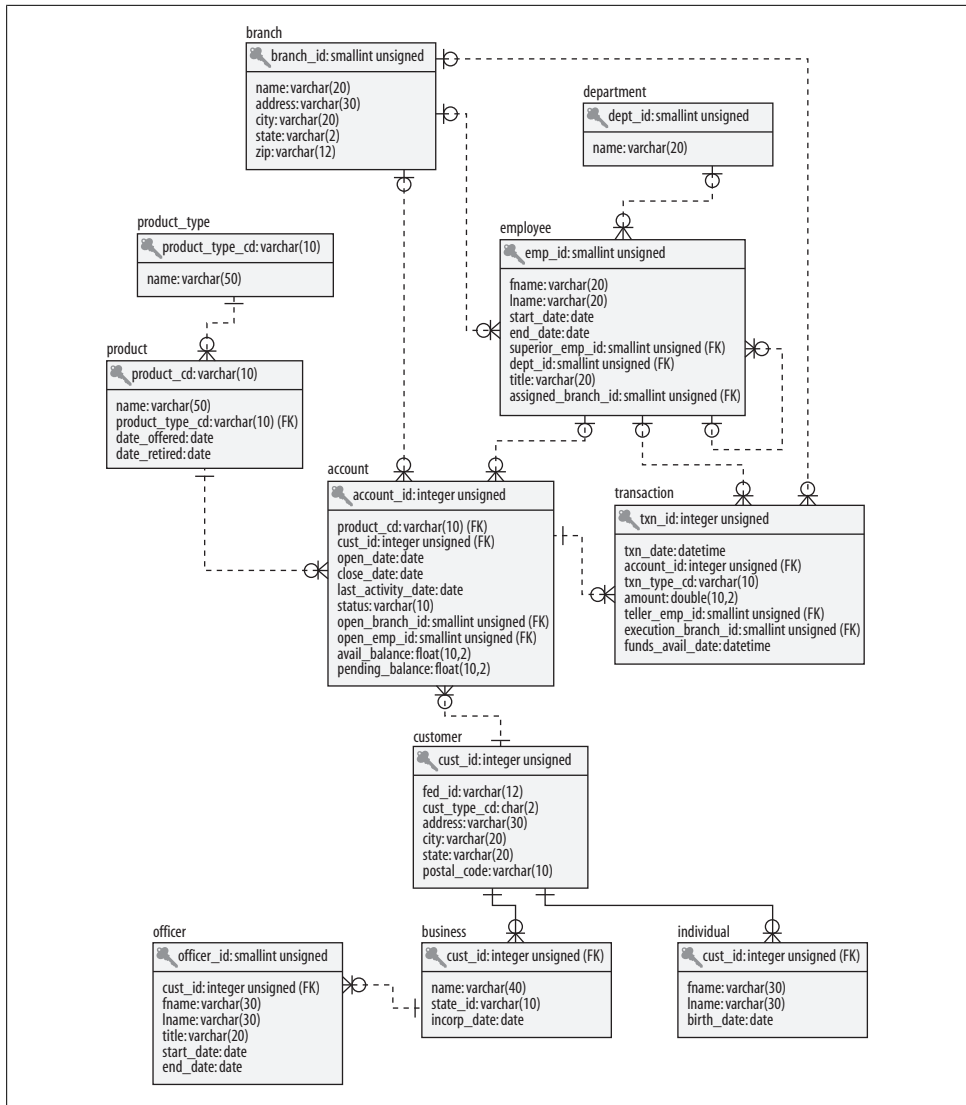 branch
branch_id: smallint unsigned
name: varchar(20)
address: varchar(30)
city: varchar(20)
state: varchar(2)
zip: varchar(12)
department
dept_id: smallint unsigned
name: varchar(20)
product_type
product_type_cd: varchar(10)
name: varchar(50)
employee
emp_id: smallint unsigned
fname: varchar(20)
lname: varchar(20)
start_date: date
end_date: date
superior_emp_id: smallint unsigned (FK)
dept_id: smallint unsigned (FK)
title: varchar(20)
assigned_branch_id: smallint unsigned (FK)
product
product_cd: varchar(10)
name: varchar(50)
product_type_cd: varchar(10) (FK)
date_offered: date
date_retired: date
account
account_id: integer unsigned
product_cd: varchar(10) (FK)
cust_id: integer unsigned (FK)
open_date: date
close_date: date
last_activity_date: date
status: varchar(10)
open_branch_id: smallint unsigned (FK)
open_emp_id: smallint unsigned (FK)
avail_balance: float(10,2)
pending_balance: float(10,2)
transaction
txn_id: integer unsigned
txn_date: datetime
account_id: integer unsigned (FK)
txn_type_cd: varchar(10)
amount: double(10,2)
teller_emp_id: smallint unsigned (FK)
execution_branch_id: smallint unsigned (FK)
funds_avail_date: datetime
customer
cust_id: integer unsigned
fed_id: varchar(12)
cust_type_cd: char(2)
address: varchar(30)
city: varchar(20)
state: varchar(20)
postal_code: varchar(10)
officer
officer_id: smallint unsigned
cust_id: integer unsigned (FK)
fname: varchar(30)
lname: varchar(30)
title: varchar(20)
start_date: date
end_date: date
business
cust_id: integer unsigned (FK)
name: varchar(40)
state_id: varchar(10)
incorp_date: date
individual
cust_id: integer unsigned (FK)
fname: varchar(30)
lname: varchar(30)
birth_date: date